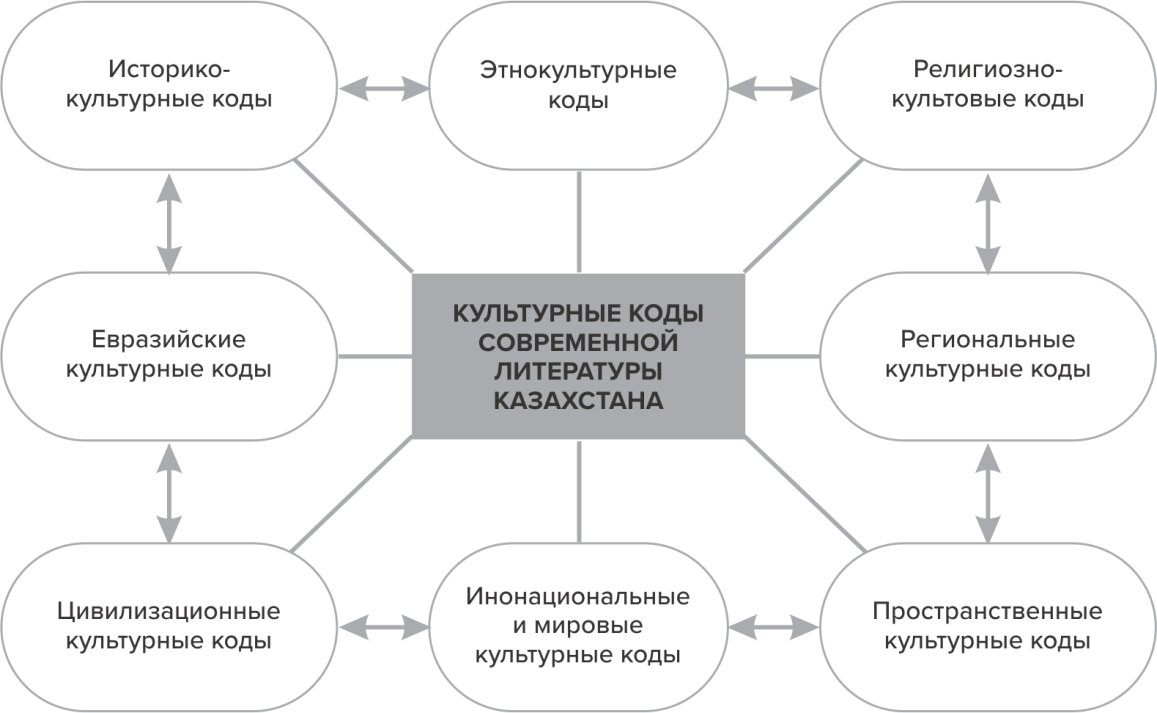 Историко-
культурные коды
Этнокультурные
коды
Религиозно-
культовые коды
Евразийские
культурные коды
КУЛЬТУРНЫЕ КОДЫ
СОВРЕМЕННОЙ
ЛИТЕРАТУРЫ
КАЗАХСТАНА
Региональные
культурные коды
Цивилизационные
культурные коды
Инонациональные
и мировые
культурные коды
Пространственные
культурные коды